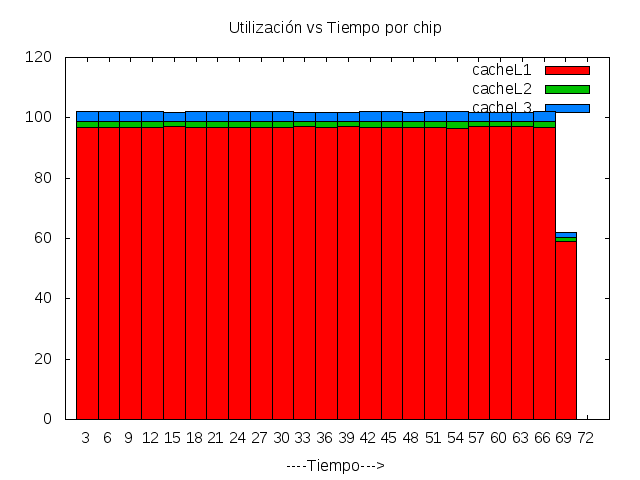 Utilización vs Tiempo por chip
120
cacheL1
cacheL2
cacheL3
100
80
60
40
20
0
3 6 9 12 15 18 21 24 27 30 33 36 39 42 45 48 51 54 57 60 63 66 69 72
----Tiempo--->